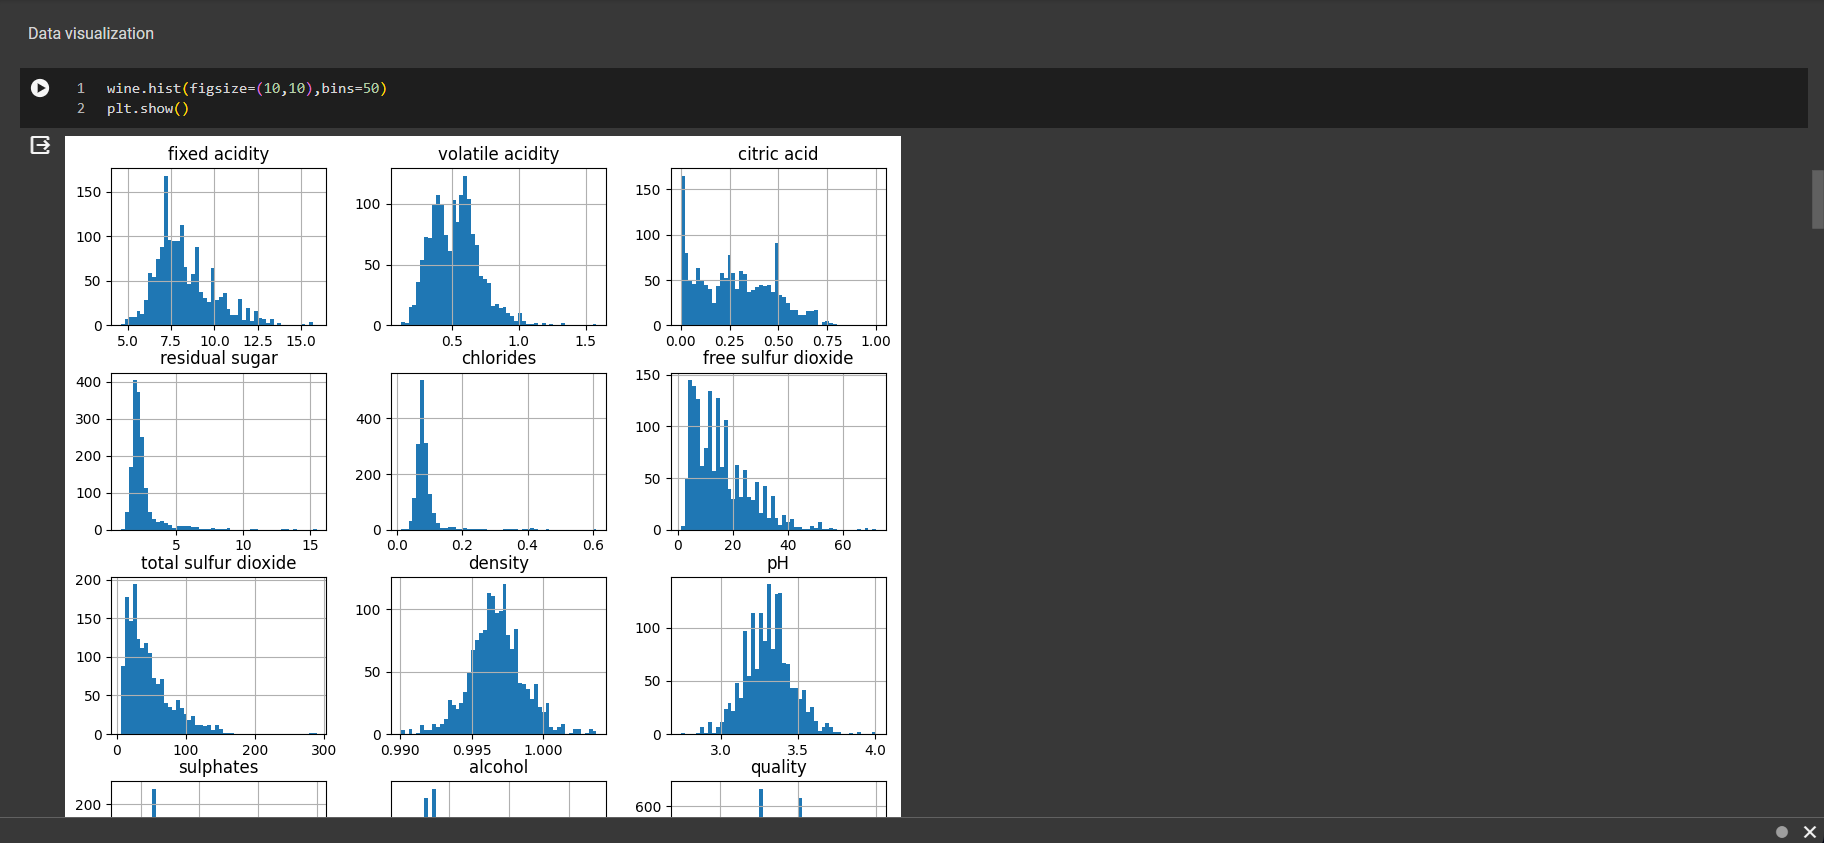 Data visualization
1 wine.hist(figsize=(10,10),bins=50)
2 plt.show()
fixed acidity
volatile acidity
citric acid
150
100
50
0
100
50
0
150
100
50
0
5.0 7.5 10.0 12.5 15.0
0.5 1.0 1.5
0.00 0.25 0.50 0.75 1.00
residual sugar
chlorides
free sulfur dioxide
400
300
200
100
0
400
200
0
150
100
50
0
5 10 15
0.0 0.2 0.4 0.6
0 20 40 60
total sulfur dioxide
density
pH
200
150
100
50
0
100
50
0
100
50
0
0 100 200 300
0.990 0.995 1.000
3.0 3.5 4.0
sulphates
alcohol
quality
200
600